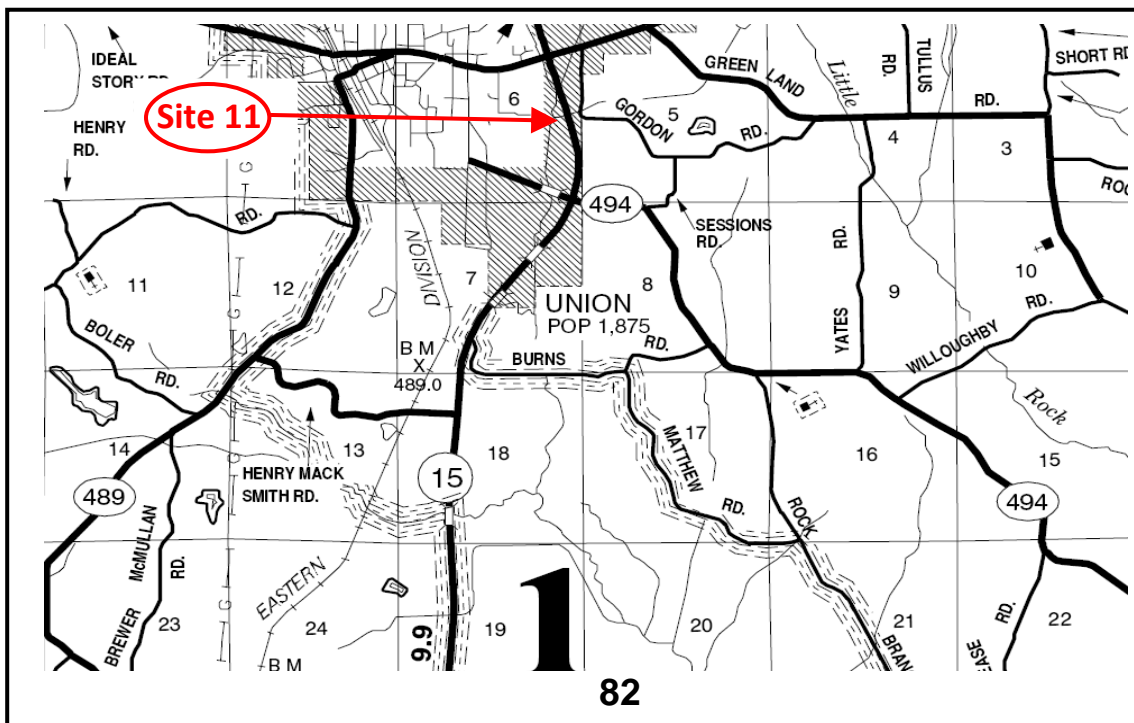 IDEAL
STORY RD.
HENRY
RD.
Site 11
6
GREEN LAND
RD.
Little
RD.
TULLUS
SHORT RD
GORDON
RD.
5
4
3
ROC
RD.
494
SESSIONS
RD.
DIVISION
11
12
7
UNION
POP 1,875
8
YATES
RD.
9
10
WILLOUGHBY
RD.
BOLER
RD.
B M
X
489.0
BURNS
RD.
Rock
14
13
HENRY MACK
SMITH RD.
15
18
17
MATTHEW
RD.
16
15
489
494
McMULLAN
BREWER
RD.
ROCK
EASTERN
23
24
B M
9.9
19
1
20
21
BRAN
RD.
EASE
22
G
G
G
G
G
82